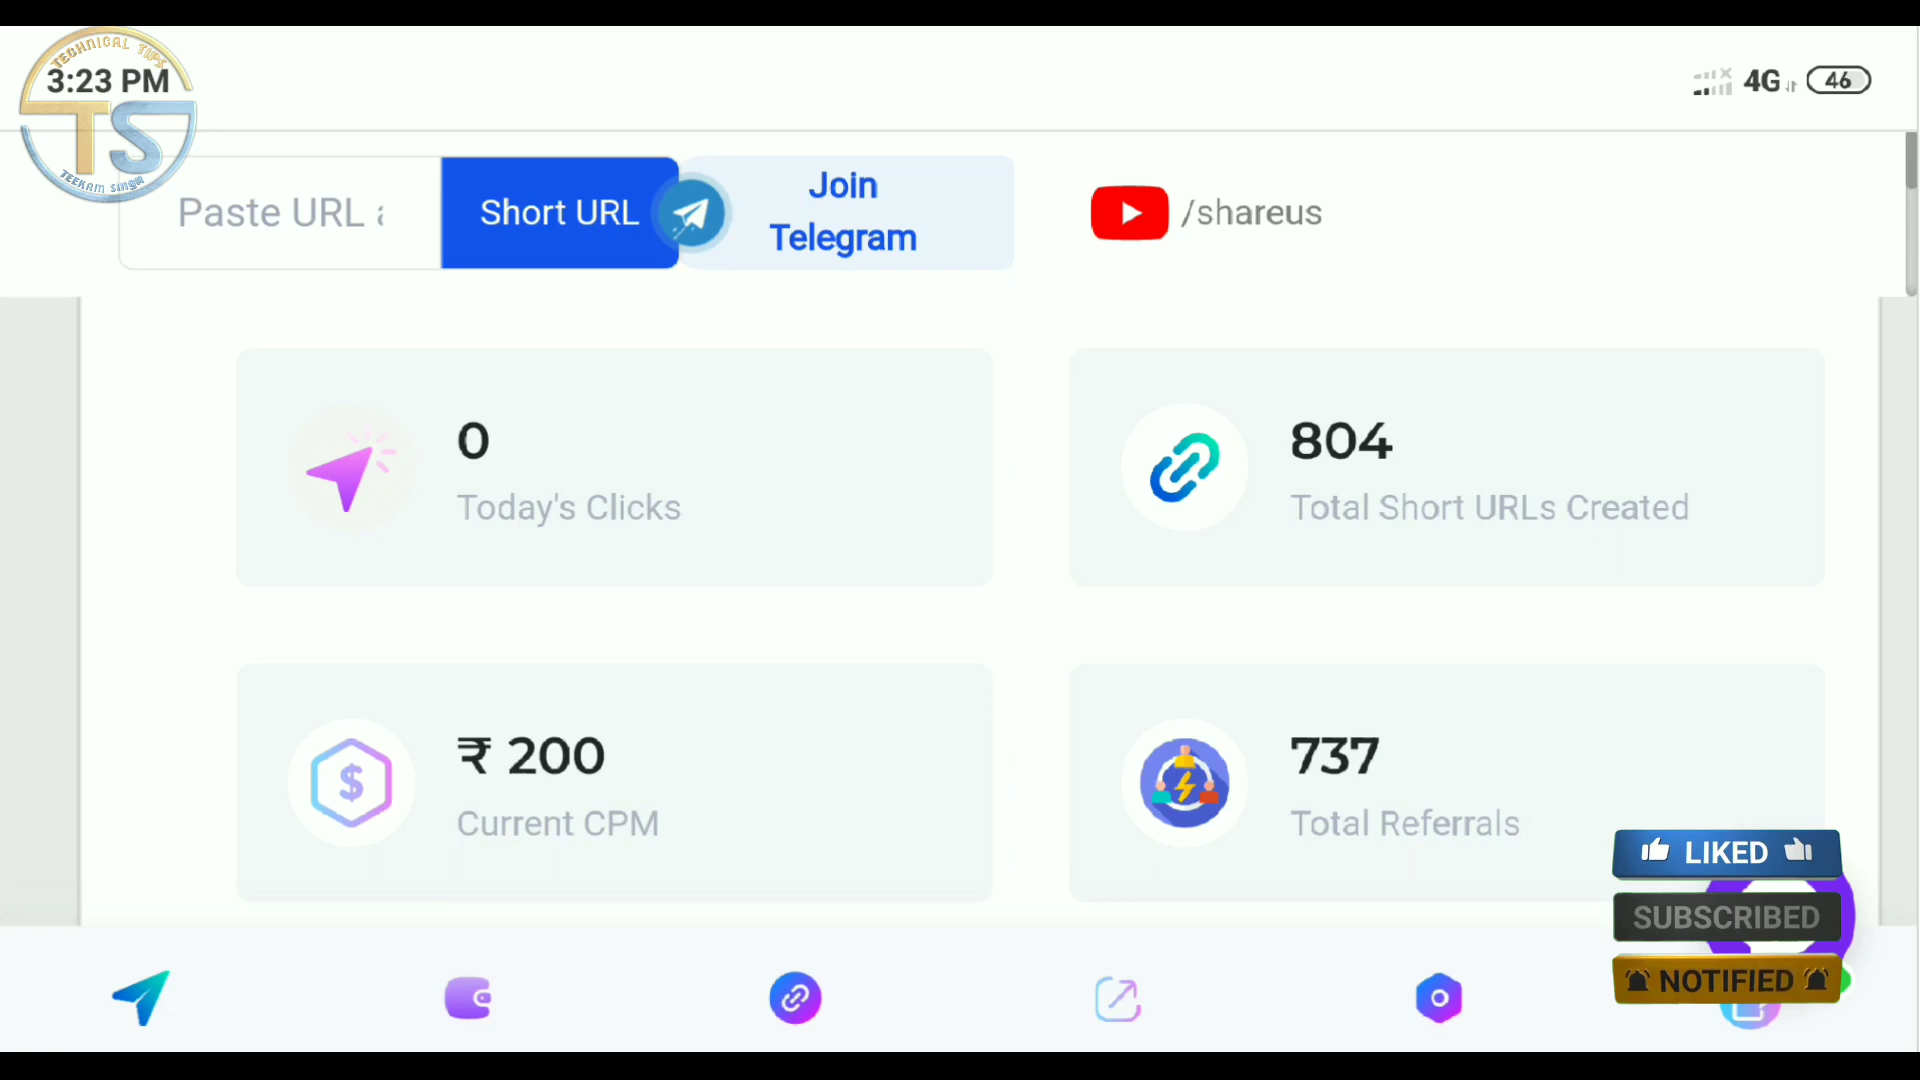 TECHNICAL TIPS
3:23 PM
TS
TEEKAM SINGH
4G
46
Paste URL a
Short URL
Join
Telegram
/shareus
0
Today's Clicks
804
Total Short URLs Created
₹ 200
Current CPM
$
737
Total Referrals
LIKED
SUBSCRIBED
NOTIFIED